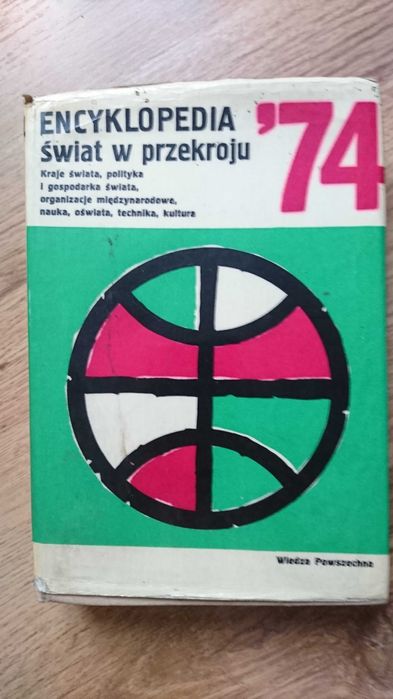 ENCYKLOPEDIA '74
świat w przekroju
Kraje świata, polityka
i gospodarka świata,
organizacje międzynarodowe,
nauka, oświata, technika, kultura
Wiedza Powszechna